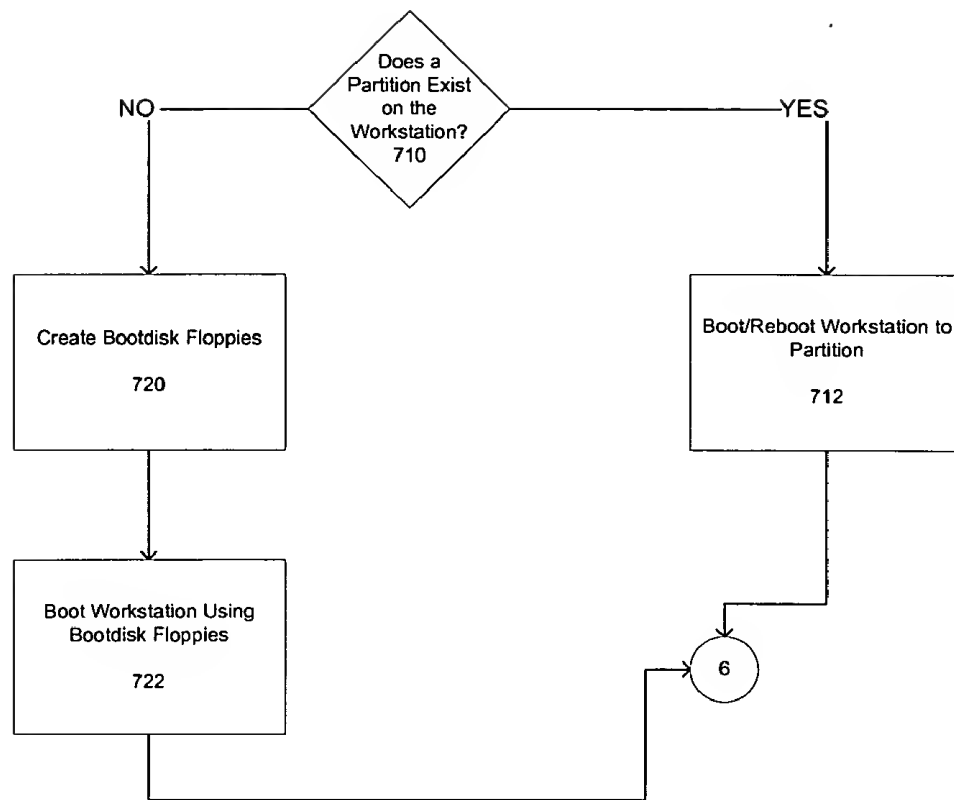 Does a
Partition Exist
on the
Workstation?
710
NO
YES
Create Bootdisk Floppies
720
Boot/Reboot Workstation to
Partition
712
Boot Workstation Using
Bootdisk Floppies
722
6